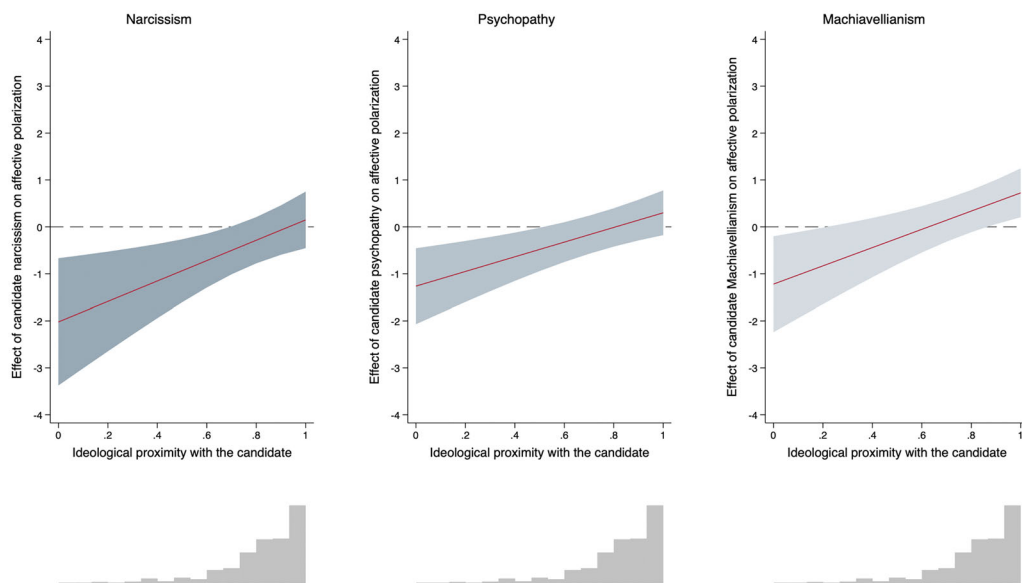 Narcissism
Effect of candidate narcissism on affective polarization
4
3
2
1
0
-1
-2
-3
-4
0 .2 .4 .6 .8 1
Ideological proximity with the candidate
Psychopathy
Effect of candidate psychopathy on affective polarization
4
3
2
1
0
-1
-2
-3
-4
0 .2 .4 .6 .8 1
Ideological proximity with the candidate
Machiavellianism
Effect of candidate Machiavellianism on affective polarization
4
3
2
1
0
-1
-2
-3
-4
0 .2 .4 .6 .8 1
Ideological proximity with the candidate